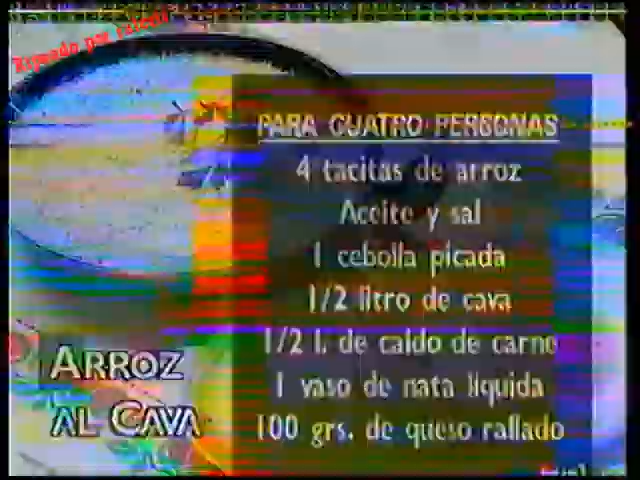 PARA CUATRO PERSONAS
4 tacitas de arroz
Aceite y sal
1 cebolla picada
1/2 litro de cava
1/2 l. de caldo de carne
1 vaso de nata líquida
100 grs. de queso rallado
ARROZ
AL CAVA